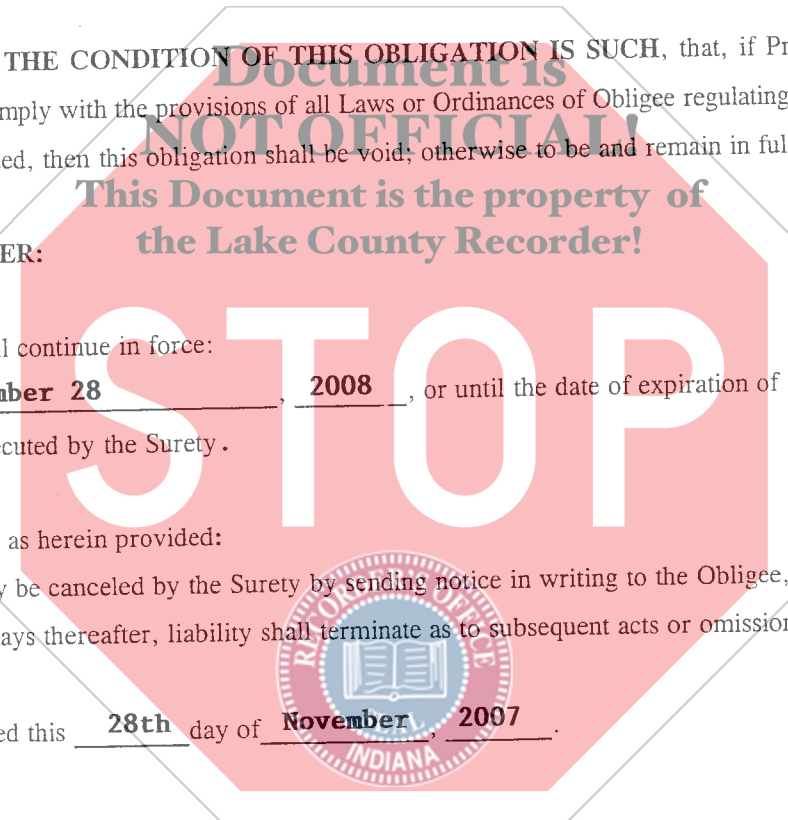 THE CONDITION OF THIS OBLIGATION IS SUCH, that, if Pr
Document is
mply with the provisions of all Laws or Ordinances of Obligee regulating
NOT OFFICIAL!
ed, then this obligation shall be void; otherwise to be and remain in ful
This Document is the property of
the Lake County Recorder!
ER:
l continue in force:
mber 28, 2008, or until the date of expiration of
STOP
cuted by the Surety.
as herein provided:
y be canceled by the Surety by sending notice in writing to the Obligee,
ays thereafter, liability shall terminate as to subsequent acts or omission
RECORDER'S OFFICE
ed this 28th day of November, 2007.
INDIANA